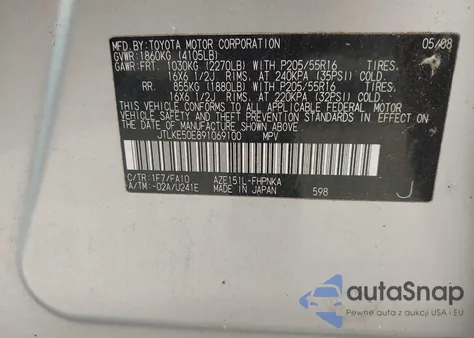 MFD.BY: TOYOTA MOTOR CORPORATION 05/08
GVWR: 1860KG (4105LB)
GAWR: FRT. 1030KG (2270LB) WITH P205/55R16 TIRES,
16X6 1/2J RIMS, AT 240KPA (35PSI) COLD.
RR. 855KG (1880LB) WITH P205/55R16 TIRES,
16X6 1/2J RIMS, AT 220KPA (32PSI) COLD.
THIS VEHICLE CONFORMS TO ALL APPLICABLE FEDERAL MOTOR
VEHICLE SAFETY AND THEFT PREVENTION STANDARDS IN EFFECT
ON THE DATE OF MANUFACTURE SHOWN ABOVE.
JTLKE50E891069100 MPV
C/TR: 1F7/FA10 AZE151L-FHPNKA
A/TM: -02A/U241E MADE IN JAPAN 598 J
autoSnap
Pewne auta z aukcji USA i EU